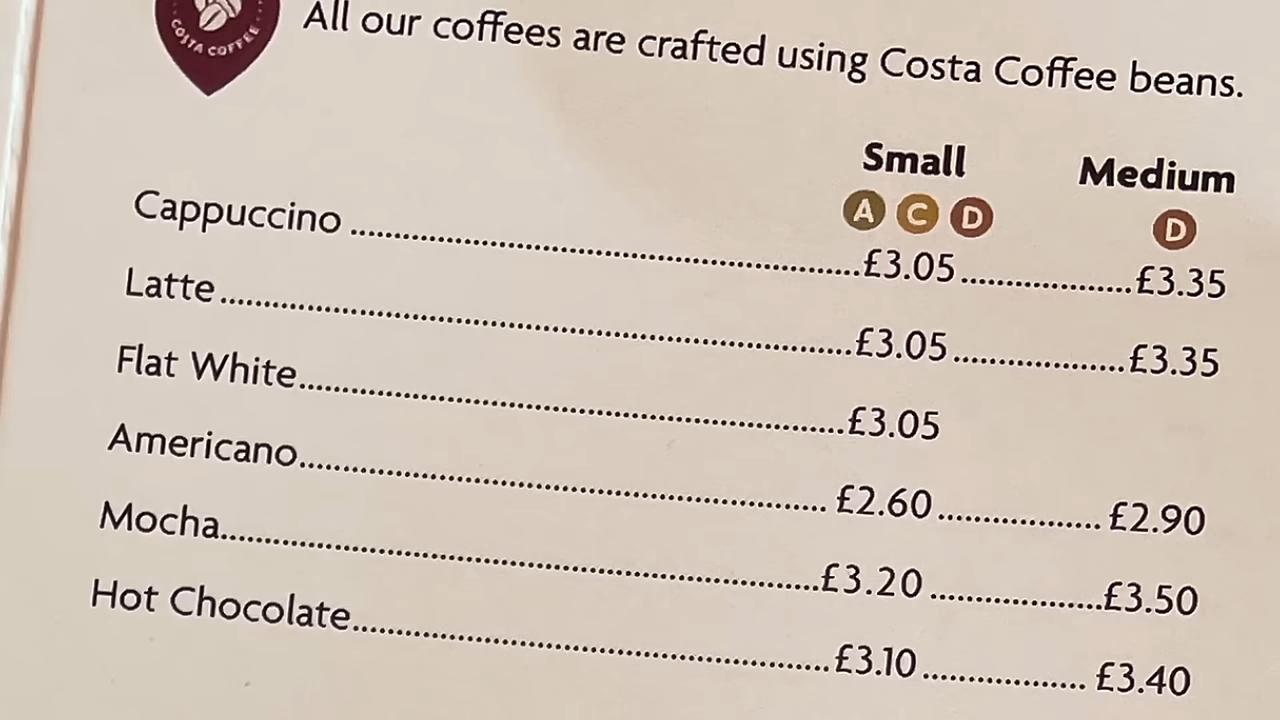 COSTA COFFEE
All our coffees are crafted using Costa Coffee beans.
Small Medium
A C D D
Cappuccino £3.05 £3.35
Latte £3.05 £3.35
Flat White £3.05
Americano £2.60 £2.90
Mocha £3.20 £3.50
Hot Chocolate £3.10 £3.40